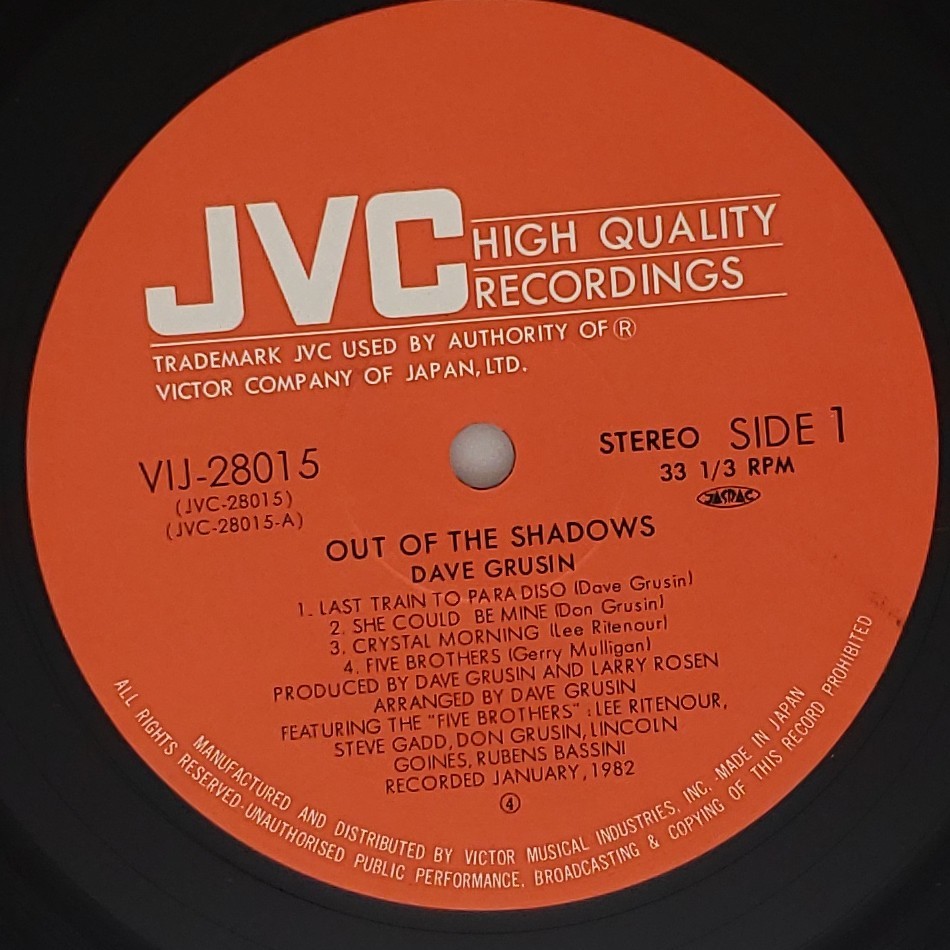 JVC
HIGH QUALITY
RECORDINGS
TRADEMARK JVC USED BY AUTHORITY OF Ⓡ
VICTOR COMPANY OF JAPAN, LTD.
VIJ-28015
(JVC-28015)
(JVC-28015-A)
STEREO SIDE 1
33 1/3 RPM
JASRAC
OUT OF THE SHADOWS
DAVE GRUSIN
1. LAST TRAIN TO PARADISO (Dave Grusin)
2. SHE COULD BE MINE (Don Grusin)
3. CRYSTAL MORNING (Lee Ritenour)
4. FIVE BROTHERS (Gerry Mulligan)
PRODUCED BY DAVE GRUSIN AND LARRY ROSEN
ARRANGED BY DAVE GRUSIN
FEATURING THE "FIVE BROTHERS" : LEE RITENOUR,
STEVE GADD, DON GRUSIN, LINCOLN
GOINES, RUBENS BASSINI
RECORDED JANUARY, 1982
④
MANUFACTURED AND DISTRIBUTED BY VICTOR MUSICAL INDUSTRIES, INC. -MADE IN JAPAN
ALL RIGHTS RESERVED-UNAUTHORISED PUBLIC PERFORMANCE, BROADCASTING & COPYING OF THIS RECORD PROHIBITED